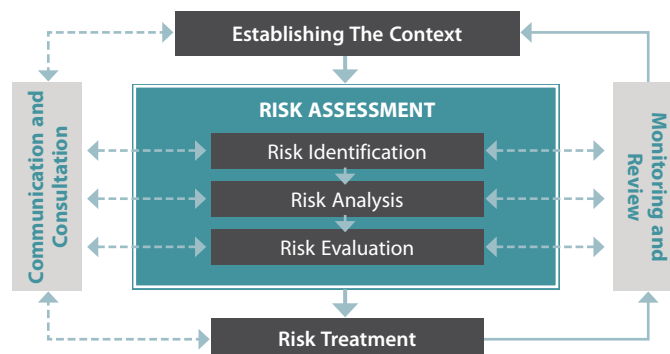 Establishing The Context
Communication and
Consultation
RISK ASSESSMENT
Risk Identification
Risk Analysis
Risk Evaluation
Monitoring and
Review
Risk Treatment